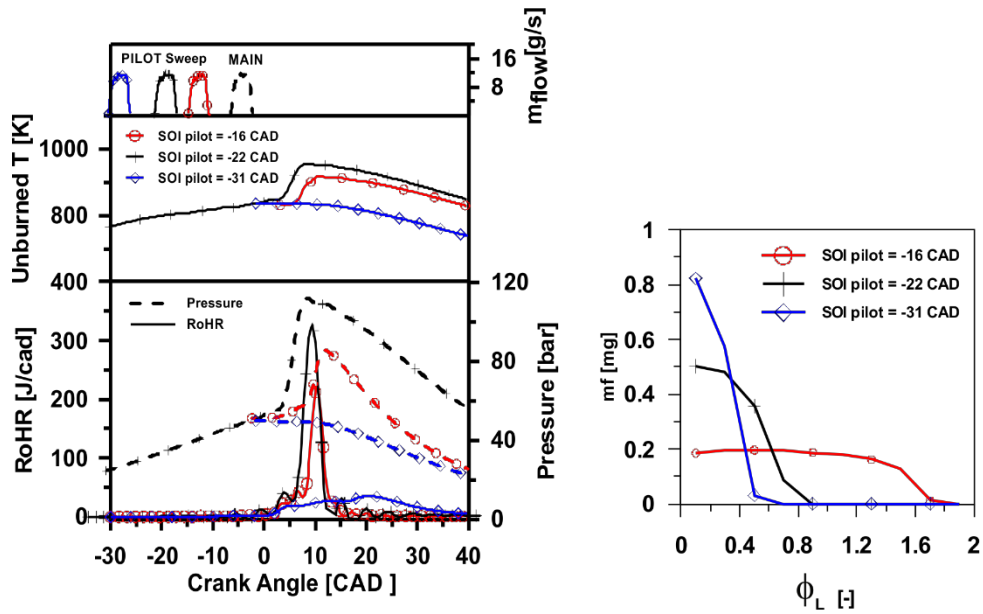 PILOT Sweep MAIN
16
8
mflow[g/s]
Unburned T [K]
1000
800
600
400
SOI pilot = -16 CAD
SOI pilot = -22 CAD
SOI pilot = -31 CAD
RoHR [J/cad]
300
200
150
100
50
0
Pressure
RoHR
120
80
40
0
Pressure [bar]
-30 -20 -10 0 10 20 30 40
Crank Angle [CAD ]
mf [mg]
1
0.8
0.6
0.4
0.2
0
SOI pilot = -16 CAD
SOI pilot = -22 CAD
SOI pilot = -31 CAD
0 0.4 0.8 1.2 1.6 2
ϕL [-]